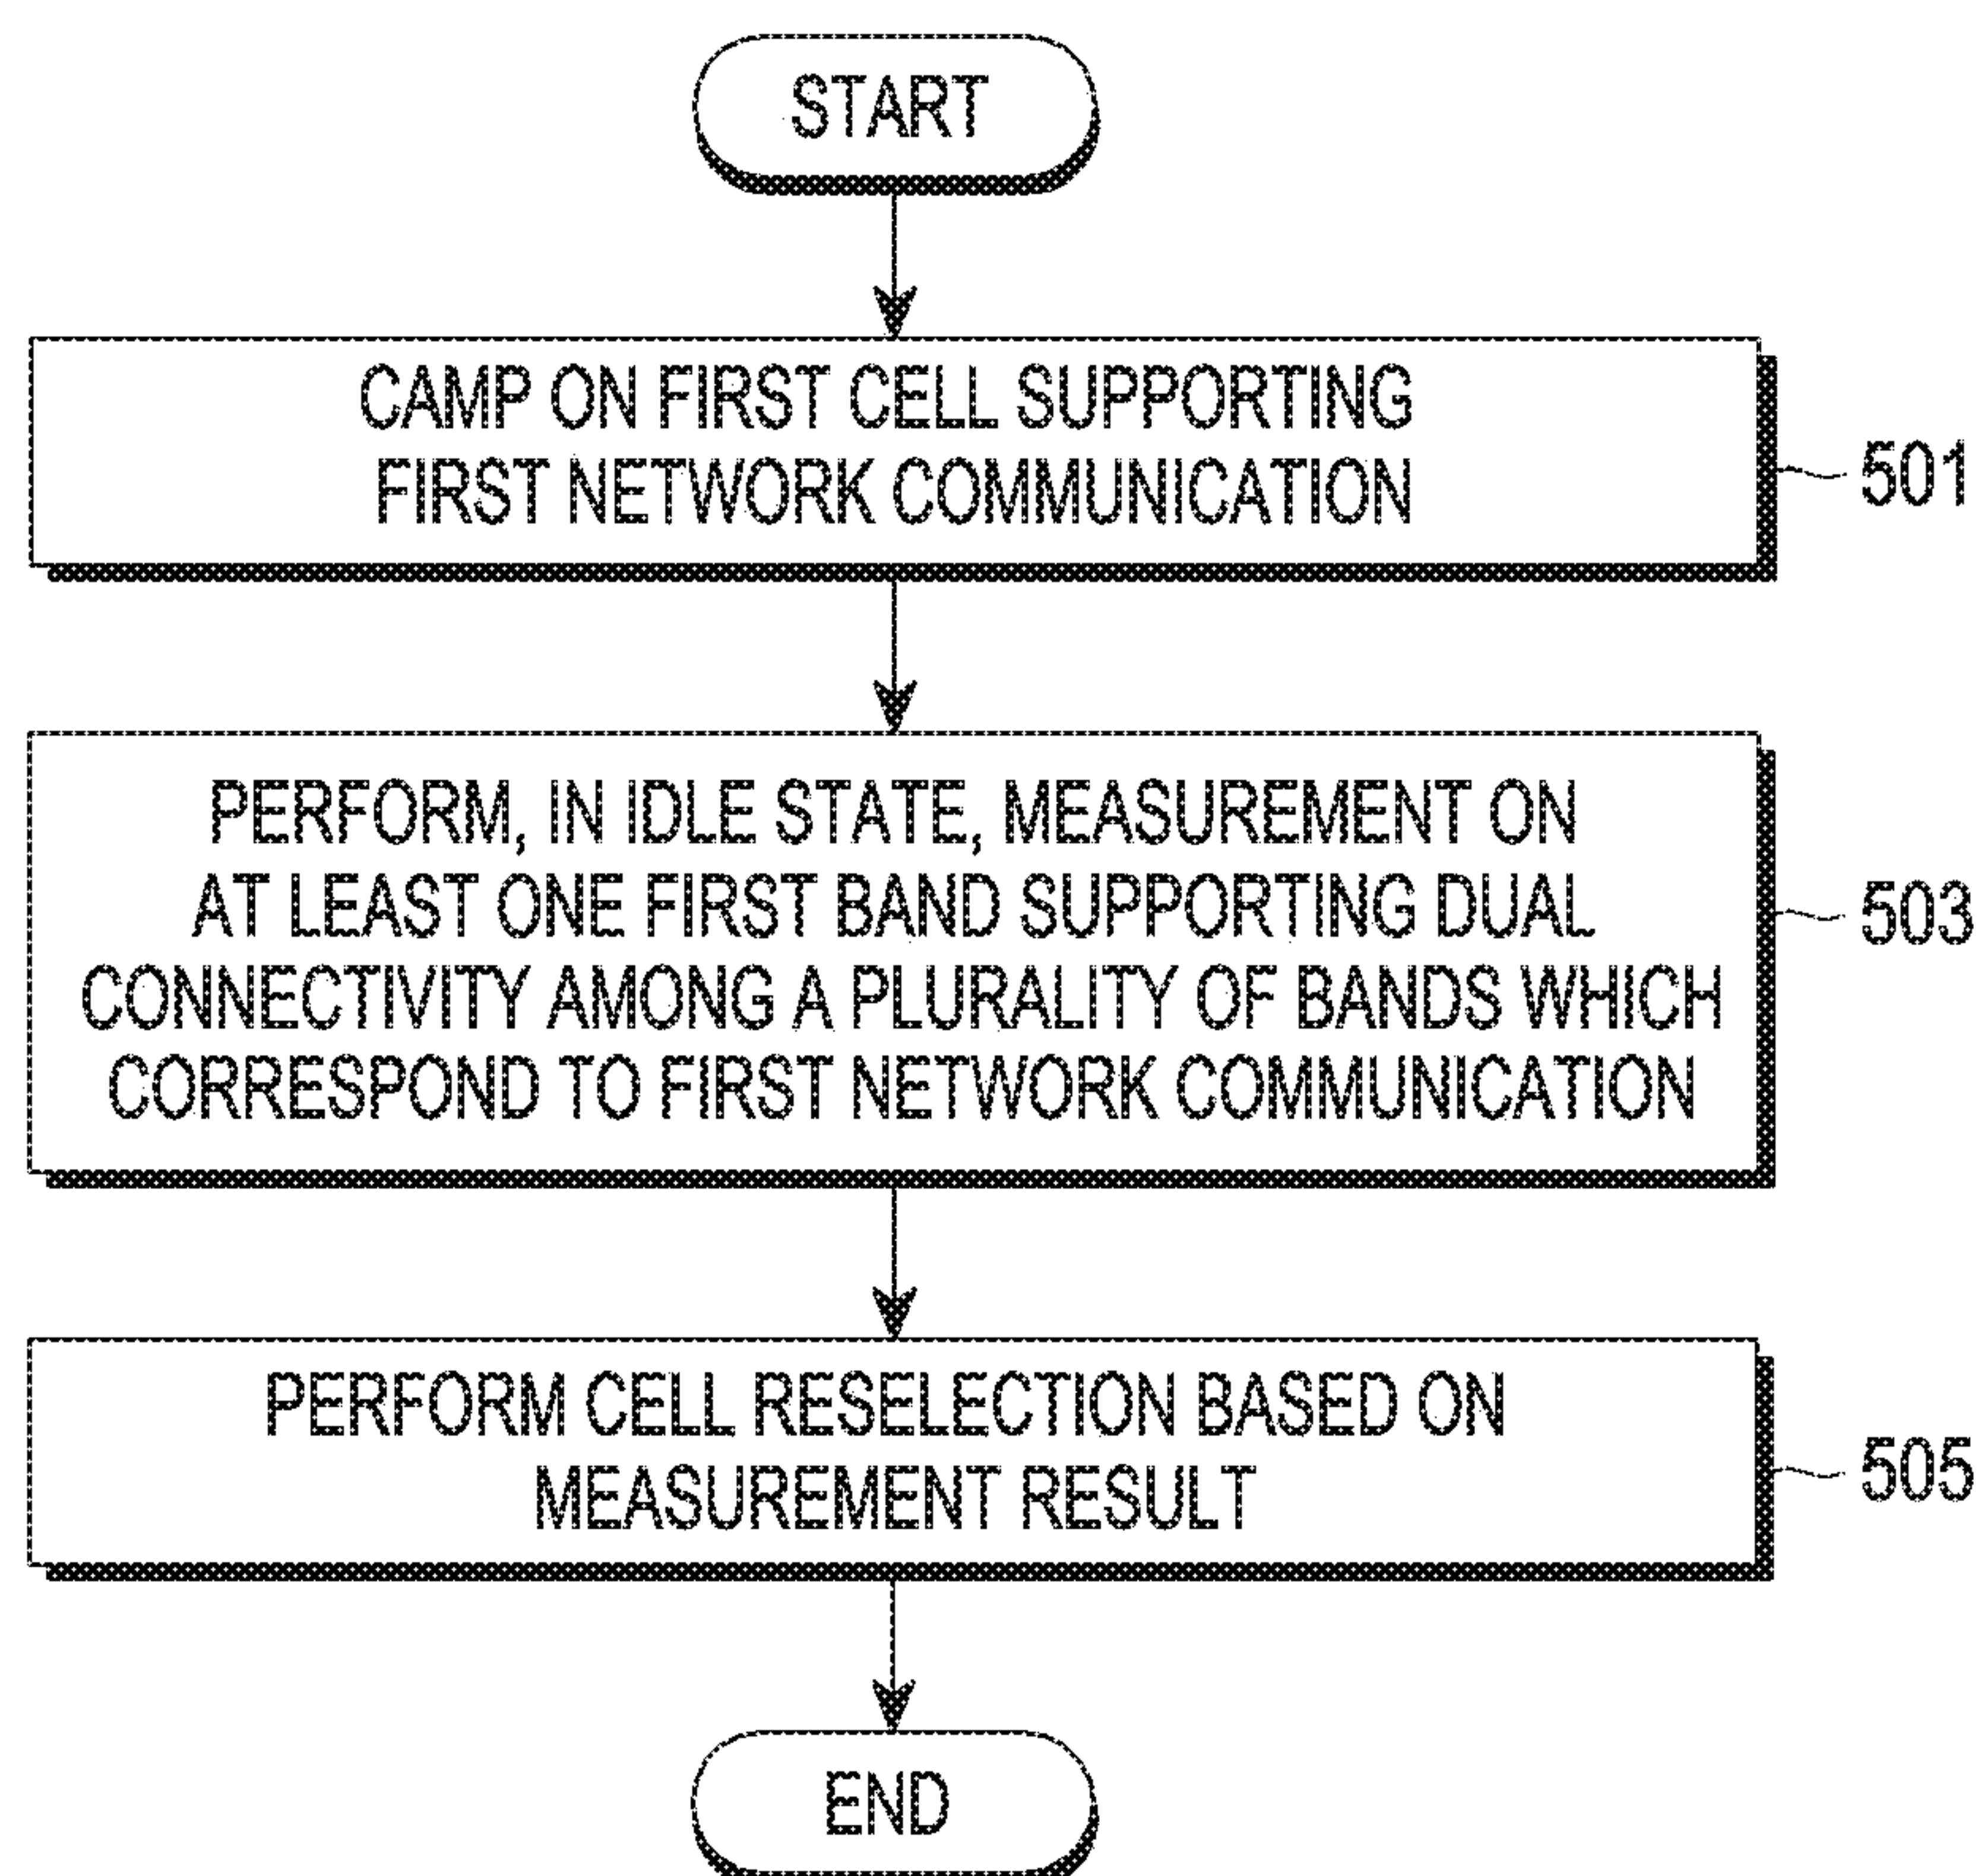 START
CAMP ON FIRST CELL SUPPORTING
FIRST NETWORK COMMUNICATION
501
PERFORM, IN IDLE STATE, MEASUREMENT ON
AT LEAST ONE FIRST BAND SUPPORTING DUAL
CONNECTIVITY AMONG A PLURALITY OF BANDS WHICH
CORRESPOND TO FIRST NETWORK COMMUNICATION
503
PERFORM CELL RESELECTION BASED ON
MEASUREMENT RESULT
505
END